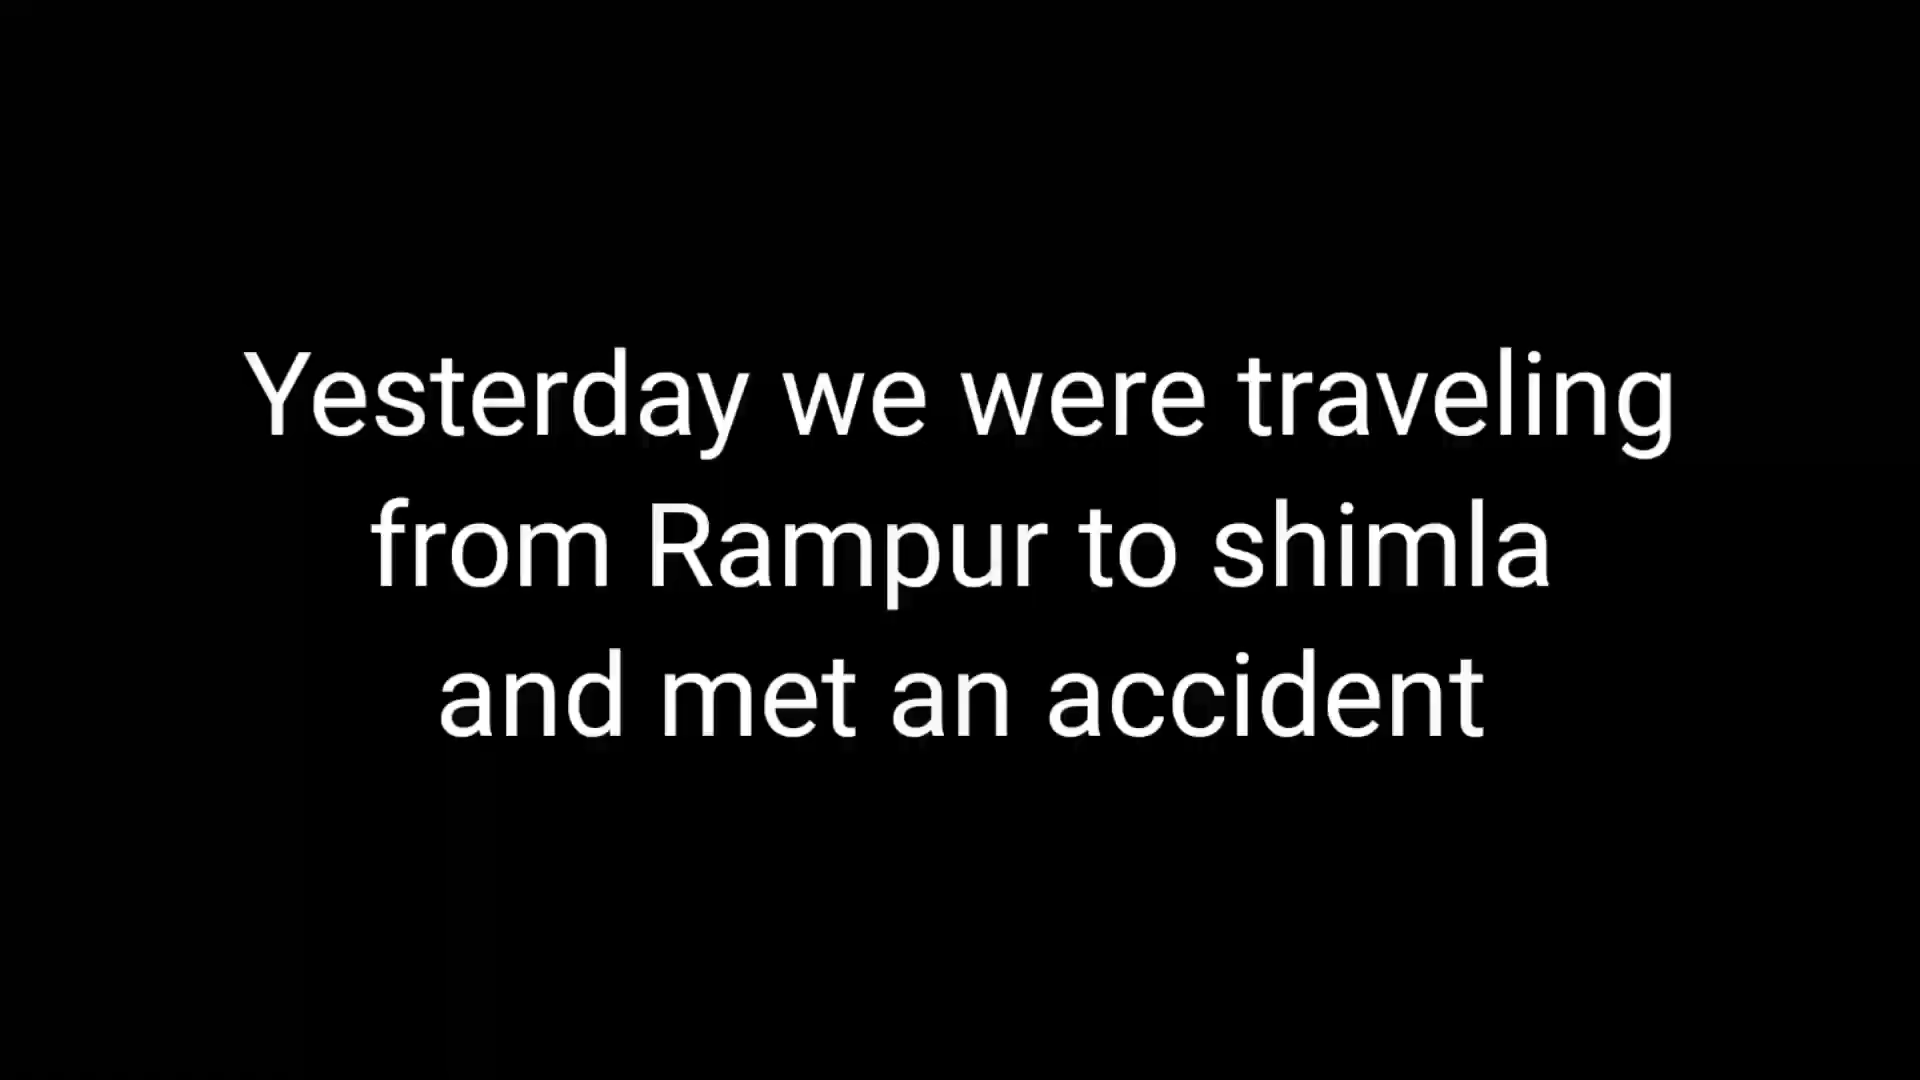 Yesterday we were traveling
from Rampur to shimla
and met an accident